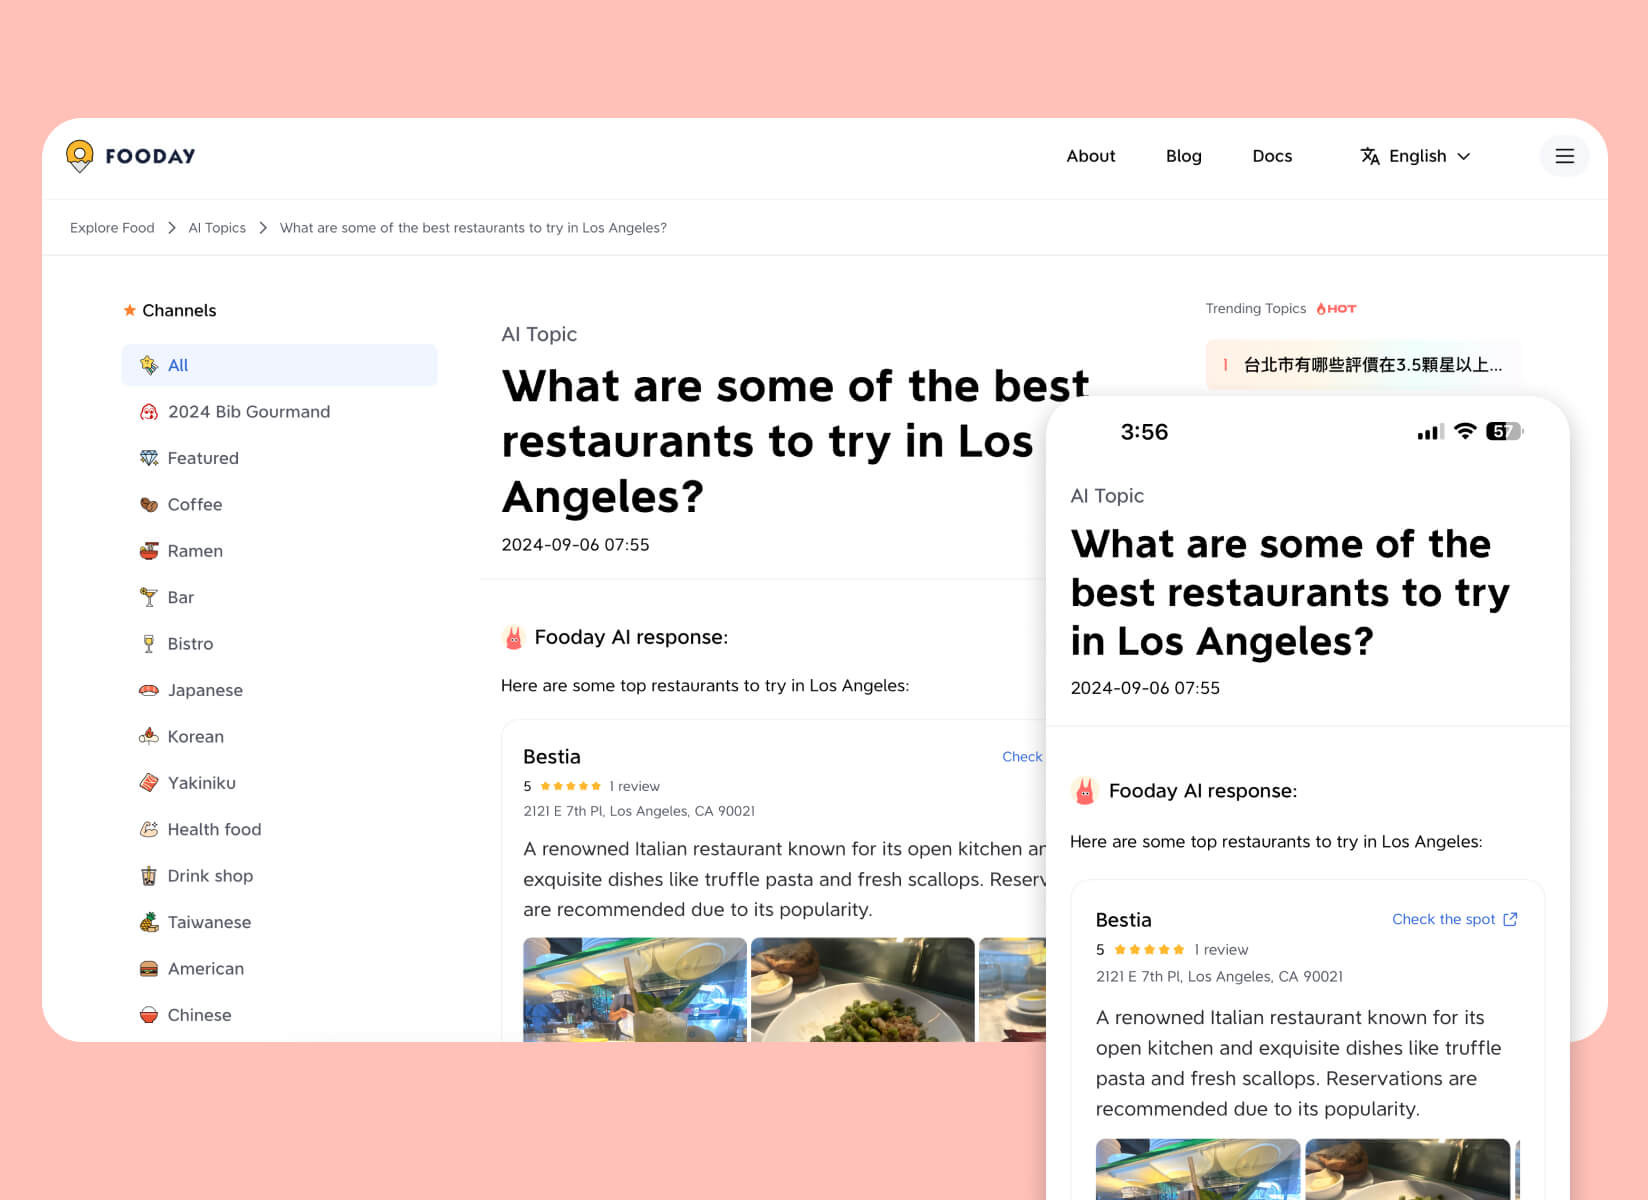 FOODAY
About
Blog
Docs
English
Explore Food
AI Topics
What are some of the best restaurants to try in Los Angeles?
Channels
All
2024 Bib Gourmand
Featured
Coffee
Ramen
Bar
Bistro
Japanese
Korean
Yakiniku
Health food
Drink shop
Taiwanese
American
Chinese
AI Topic
What are some of the best
restaurants to try in Los
Angeles?
2024-09-06 07:55
Fooday AI response:
Here are some top restaurants to try in Los Angeles:
Bestia
Check
5
1 review
2121 E 7th Pl, Los Angeles, CA 90021
A renowned Italian restaurant known for its open kitchen
exquisite dishes like truffle pasta and fresh scallops.
are recommended due to its popularity.
Trending Topics
HOT
1 台北市有哪些評價在3.5顆星以上...
3:56
57
AI Topic
What are some of the
best restaurants to try
in Los Angeles?
2024-09-06 07:55
Fooday AI response:
Here are some top restaurants to try in Los Angeles:
Bestia
Check the spot
5
1 review
2121 E 7th Pl, Los Angeles, CA 90021
A renowned Italian restaurant known for its
open kitchen and exquisite dishes like truffle
pasta and fresh scallops. Reservations are
recommended due to its popularity.